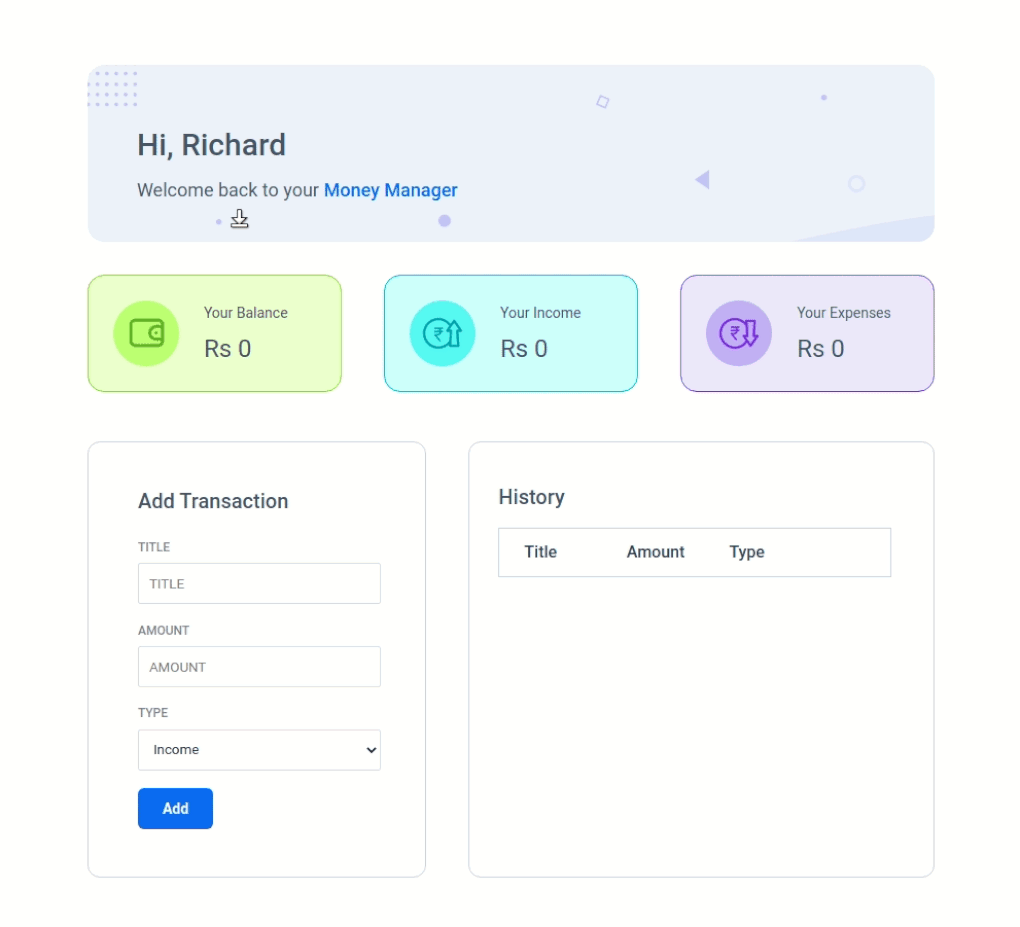 Hi, Richard
Welcome back to your Money Manager
Your Balance
Rs 0
Your Income
Rs 0
Your Expenses
Rs 0
Add Transaction
TITLE
TITLE
AMOUNT
AMOUNT
TYPE
Income
Add
History
Title Amount Type